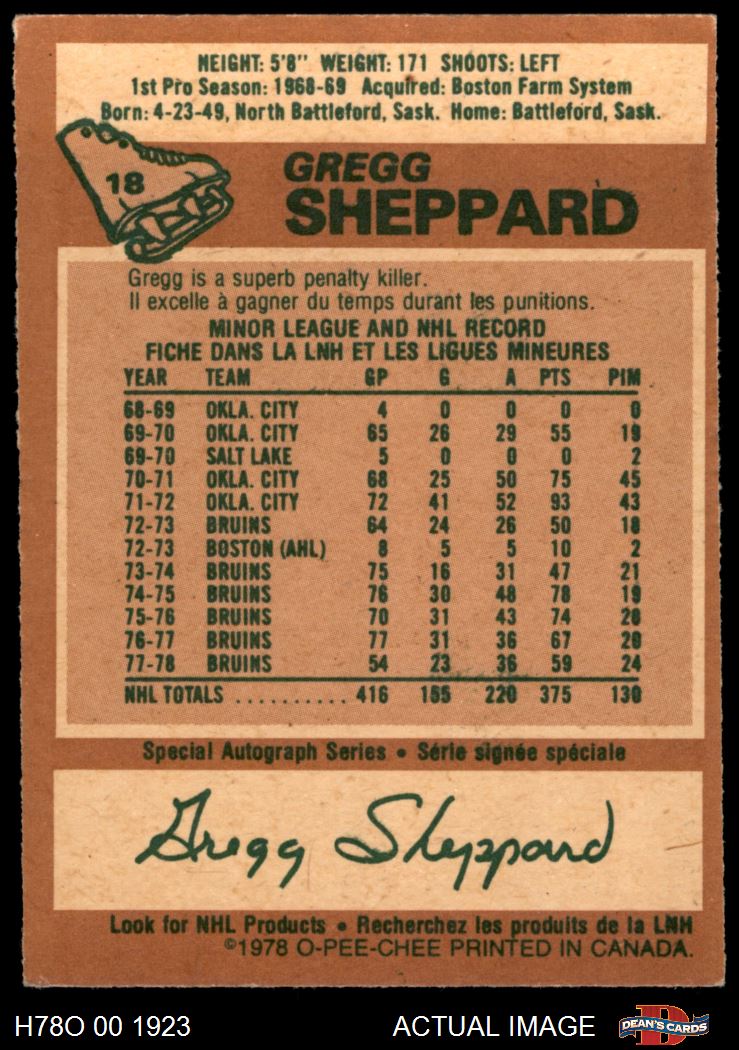 HEIGHT: 5'8" WEIGHT: 171 SHOOTS: LEFT
1st Pro Season: 1968-69 Acquired: Boston Farm System
Born: 4-23-49, North Battleford, Sask. Home: Battleford, Sask.
18
GREGG
SHEPPARD
Gregg is a superb penalty killer.
Il excelle à gagner du temps durant les punitions.
MINOR LEAGUE AND NHL RECORD
FICHE DANS LA LNH ET LES LIGUES MINEURES
YEAR TEAM GP G A PTS PIM
68-69 OKLA. CITY 4 0 0 0 0
69-70 OKLA. CITY 65 26 29 55 19
69-70 SALT LAKE 5 0 0 0 2
70-71 OKLA. CITY 68 25 50 75 45
71-72 OKLA. CITY 72 41 52 93 43
72-73 BRUINS 64 24 26 50 18
72-73 BOSTON (AHL) 8 5 5 10 2
73-74 BRUINS 75 16 31 47 21
74-75 BRUINS 76 30 48 78 19
75-76 BRUINS 70 31 43 74 28
76-77 BRUINS 77 31 36 67 20
77-78 BRUINS 54 23 36 59 24
NHL TOTALS .......... 416 155 220 375 130
Special Autograph Series • Série signée spéciale
Gregg Sheppard
Look for NHL Products • Recherchez les produits de la LNH
©1978 O-PEE-CHEE PRINTED IN CANADA.
H78O 00 1923 ACTUAL IMAGE D DEAN'S CARDS